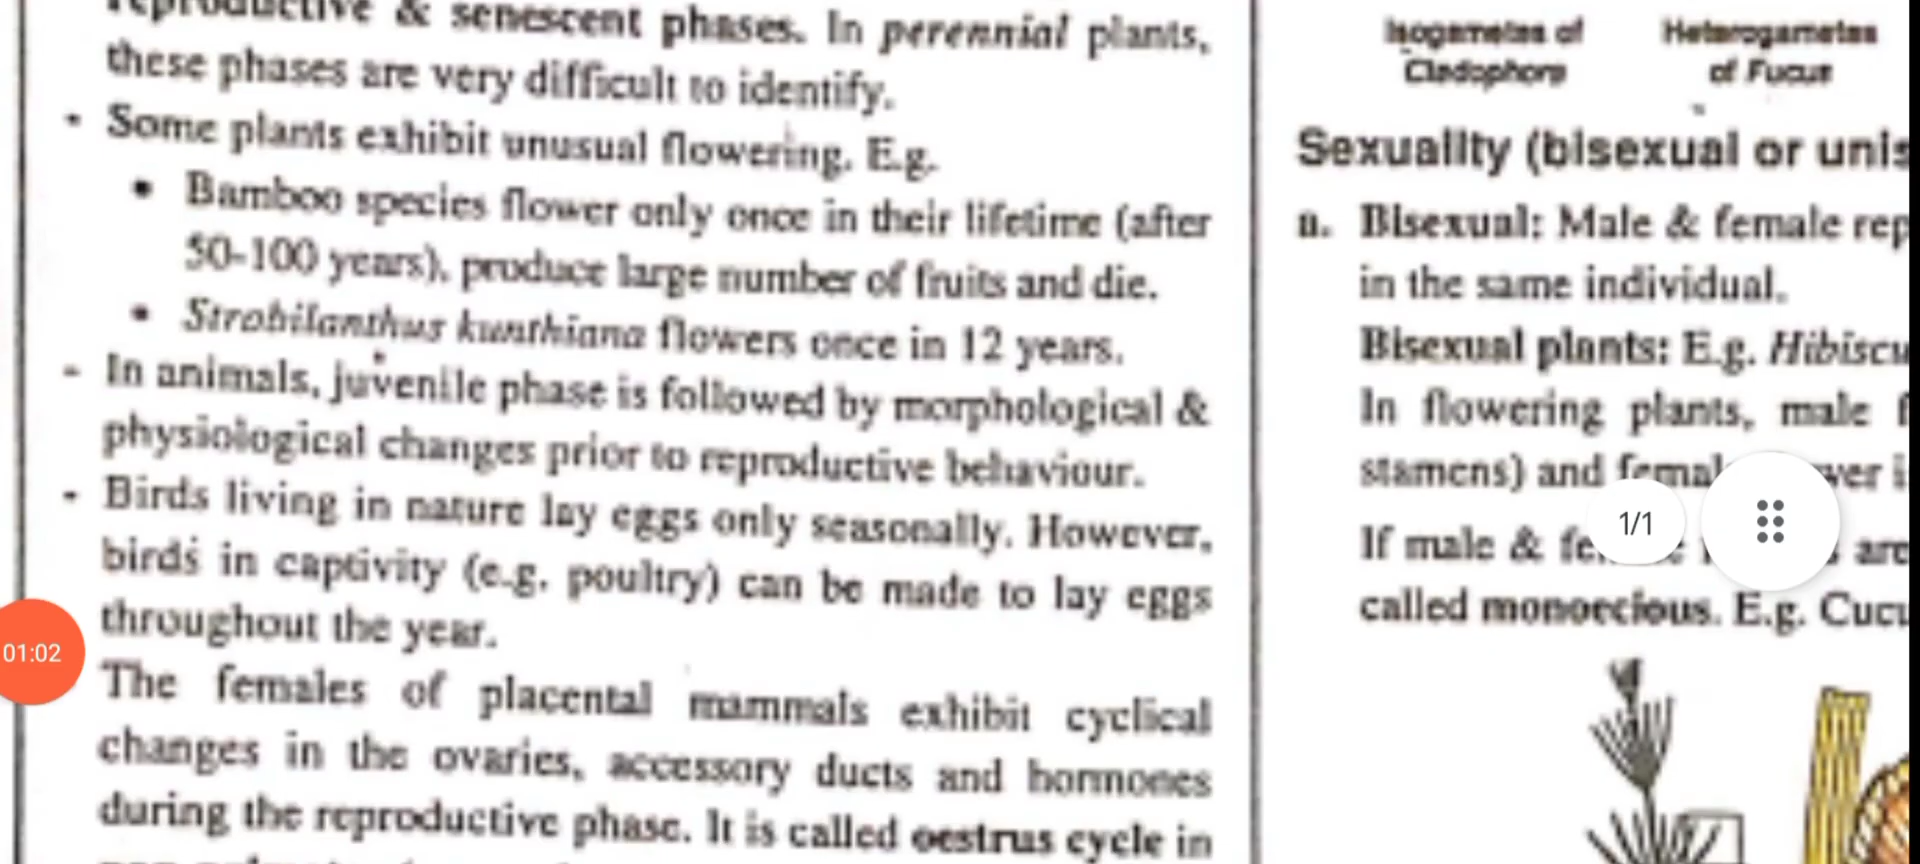 reproductive & senescent phases. In perennial plants,
these phases are very difficult to identify.
- Some plants exhibit unusual flowering. E.g.
• Bamboo species flower only once in their lifetime (after
50-100 years), produce large number of fruits and die.
• Strobilanthus kunthiana flowers once in 12 years.
- In animals, juvenile phase is followed by morphological &
physiological changes prior to reproductive behaviour.
- Birds living in nature lay eggs only seasonally. However,
birds in captivity (e.g. poultry) can be made to lay eggs
throughout the year.
The females of placental mammals exhibit cyclical
changes in the ovaries, accessory ducts and hormones
during the reproductive phase. It is called oestrus cycle in
01:02
Isogametes of
Cladophora
Heterogametes
of Fucus
Sexuality (bisexual or unis
a. Bisexual: Male & female rep
in the same individual.
Bisexual plants: E.g. Hibiscu
In flowering plants, male f
stamens) and
If male & are
called monoecious. E.g. Cucu
1/1